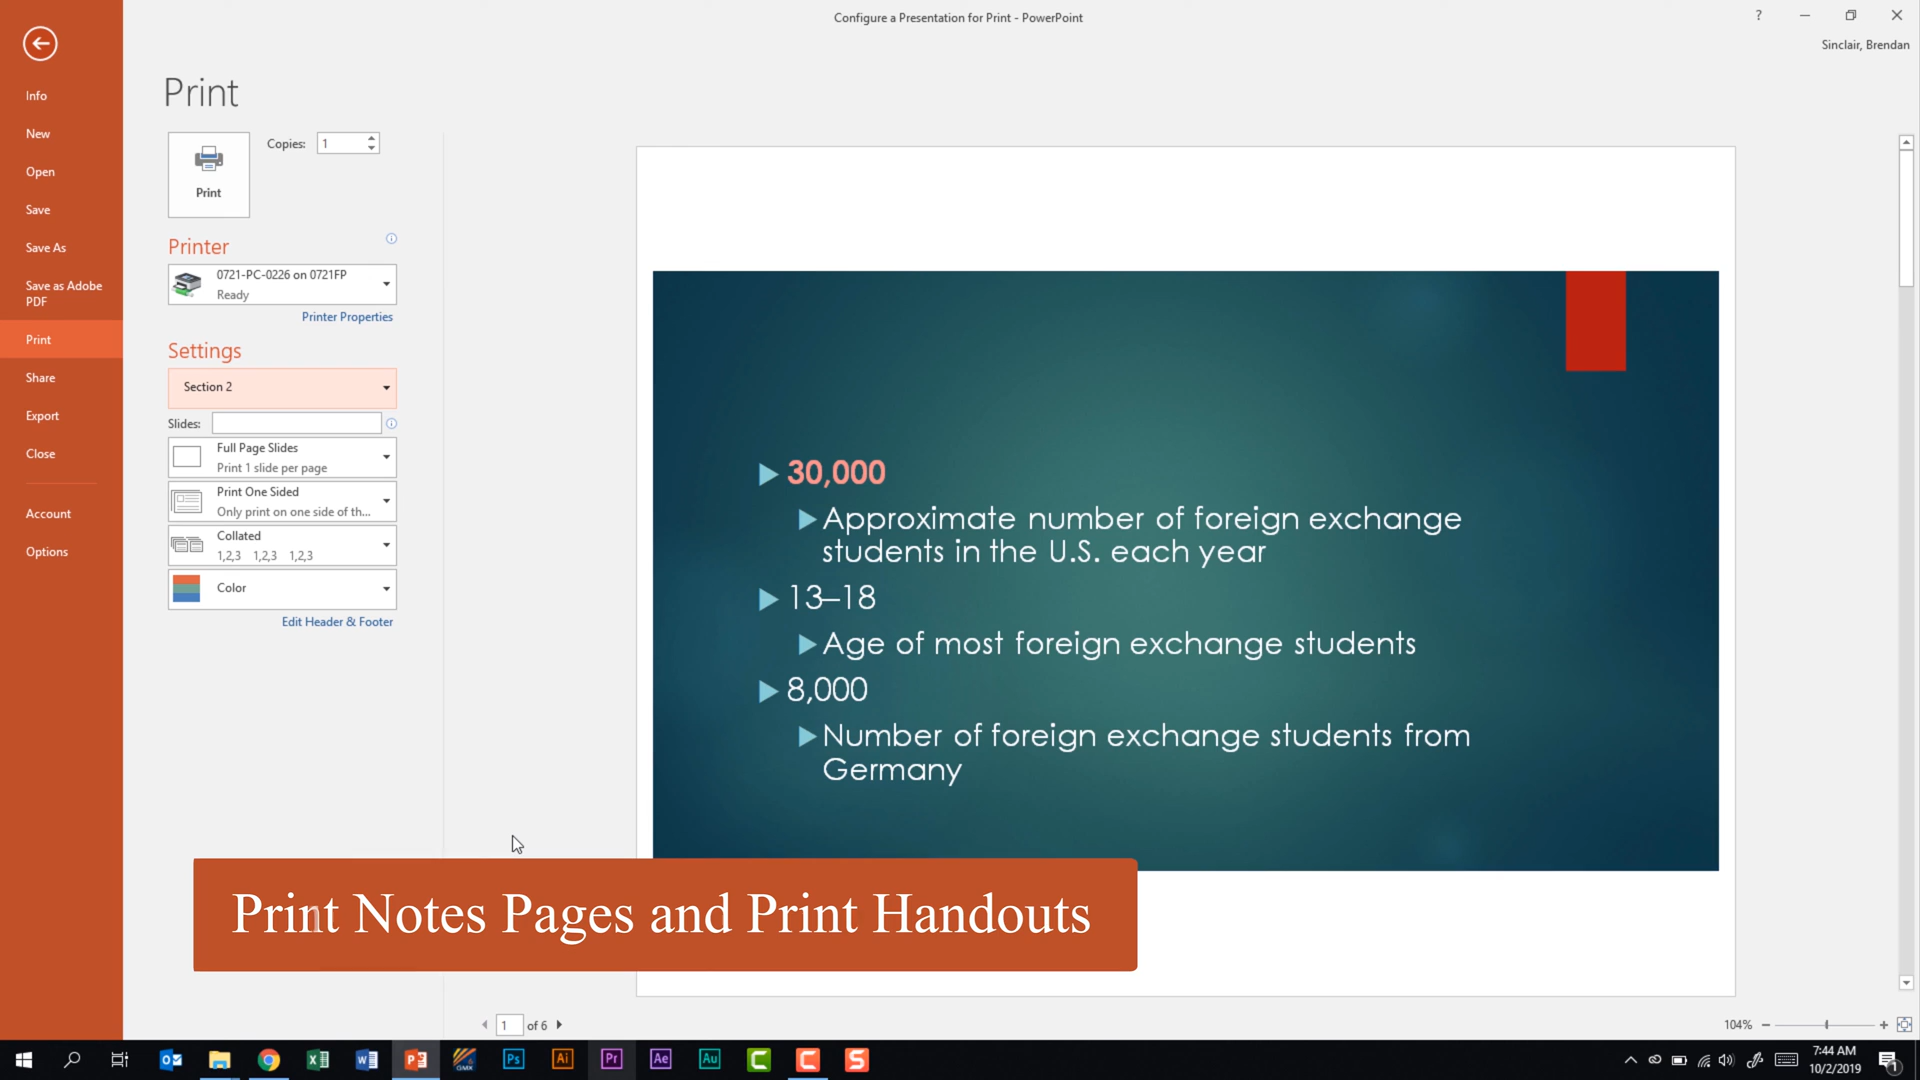 Configure a Presentation for Print - PowerPoint
?
Sinclair, Brendan
Info
New
Open
Save
Save As
Save as Adobe
PDF
Print
Share
Export
Close
Account
Options
Print
Print
Copies: 1
Printer
0721-PC-0226 on 0721FP
Ready
Printer Properties
Settings
Section 2
Slides:
Full Page Slides
Print 1 slide per page
Print One Sided
Only print on one side of th...
Collated
1,2,3 1,2,3 1,2,3
Color
Edit Header & Footer
30,000
Approximate number of foreign exchange
students in the U.S. each year
13–18
Age of most foreign exchange students
8,000
Number of foreign exchange students from
Germany
Print Notes Pages and Print Handouts
1 of 6
104%
Ps
Ai
Pr
Ae
Au
7:44 AM
10/2/2019
1